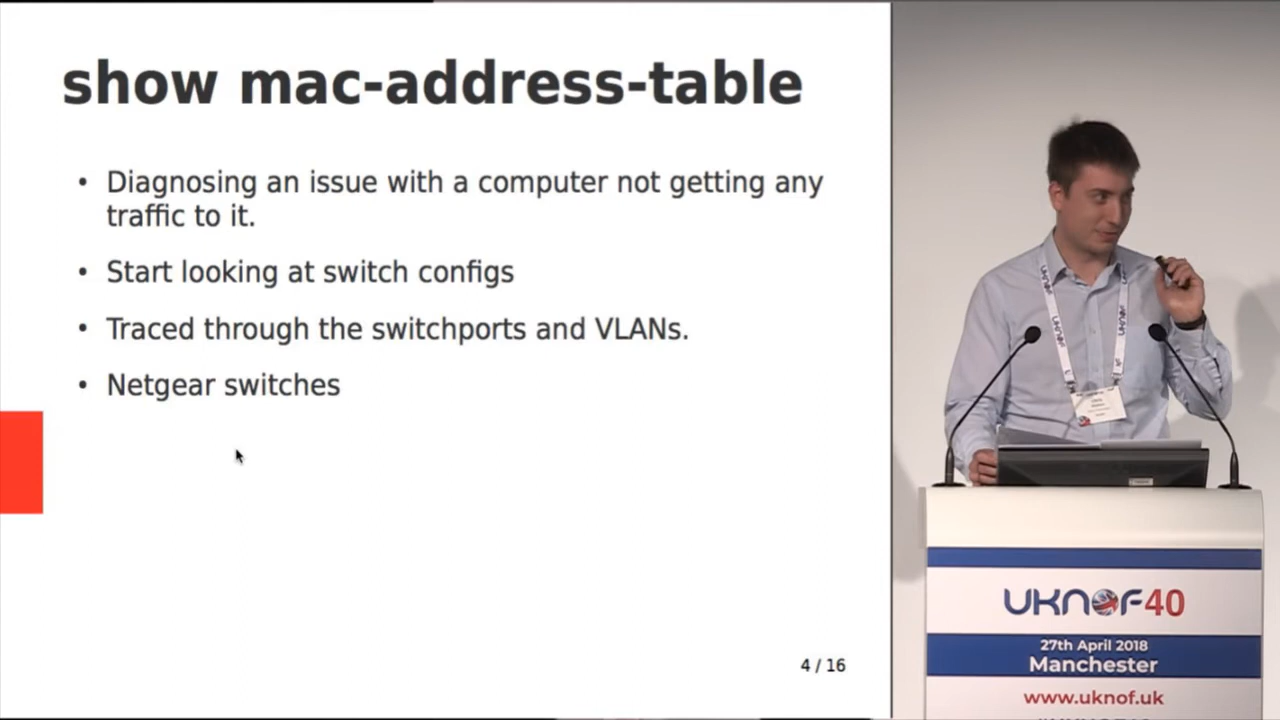 show mac-address-table
• Diagnosing an issue with a computer not getting any
traffic to it.
• Start looking at switch configs
• Traced through the switchports and VLANs.
• Netgear switches
4 / 16
UKNOF
UKNOF
UKNOF40
27th April 2018
Manchester
www.uknof.uk